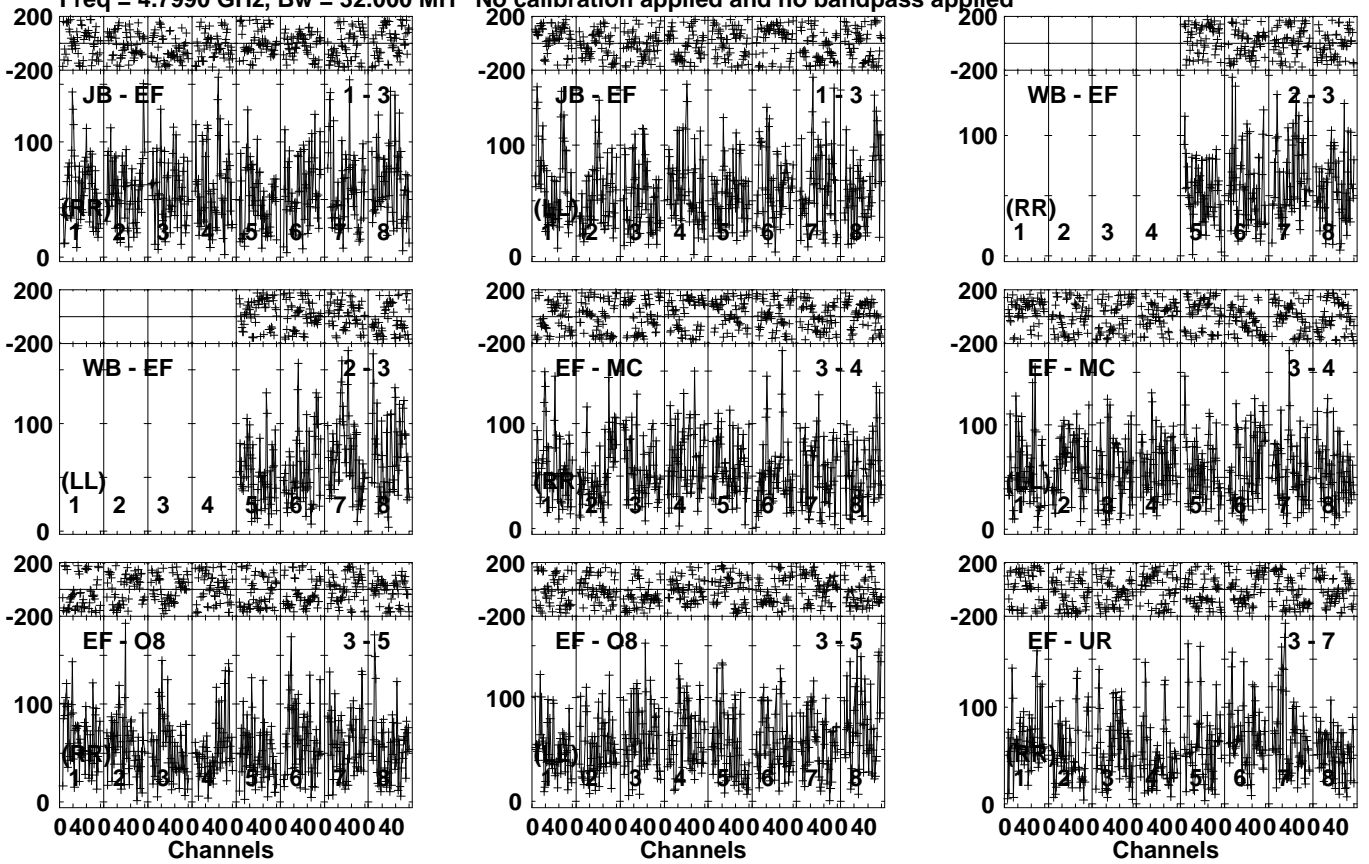 Freq = 4.7990 GHz, Bw = 32.000 MH No calibration applied and no bandpass applied
200
-200
JB - EF 1 - 3
100
(RR)
1 2 3 4 5 6 7 8
0
JB - EF 1 - 3
100
(LL)
1 2 3 4 5 6 7 8
0
200
-200
WB - EF 2 - 3
100
(RR)
1 2 3 4 5 6 7 8
0
200
-200
WB - EF 2 - 3
100
(LL)
1 2 3 4 5 6 7 8
0
200
-200
EF - MC 3 - 4
100
(RR)
1 2 3 4 5 6 7 8
0
200
-200
EF - MC 3 - 4
100
(LL)
1 2 3 4 5 6 7 8
0
200
-200
EF - O8 3 - 5
100
(RR)
1 2 3 4 5 6 7 8
0
0 40 0 40 0 40 0 40 0 40 0 40 0 40 0 40
Channels
200
-200
EF - O8 3 - 5
100
(LL)
1 2 3 4 5 6 7 8
0
0 40 0 40 0 40 0 40 0 40 0 40 0 40 0 40
Channels
200
-200
EF - UR 3 - 7
100
(RR)
1 2 3 4 5 6 7 8
0
0 40 0 40 0 40 0 40 0 40 0 40 0 40 0 40
Channels